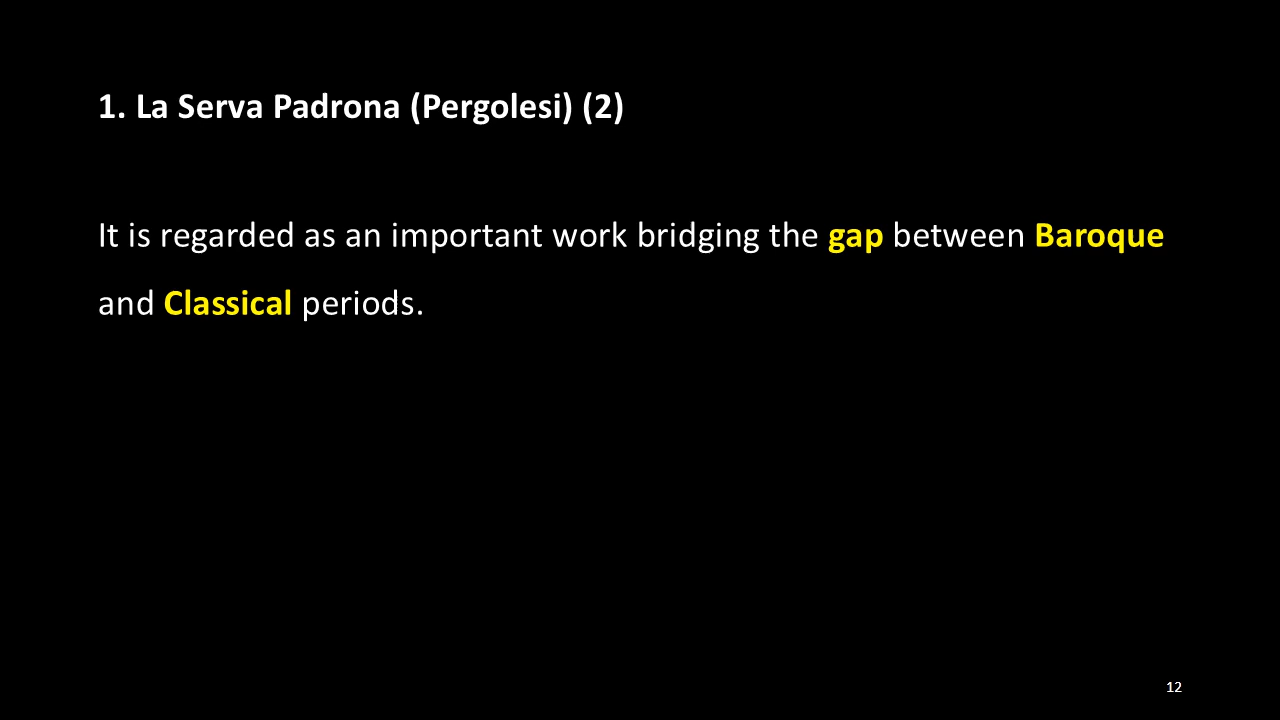 1. La Serva Padrona (Pergolesi) (2)
It is regarded as an important work bridging the gap between Baroque
and Classical periods.
12